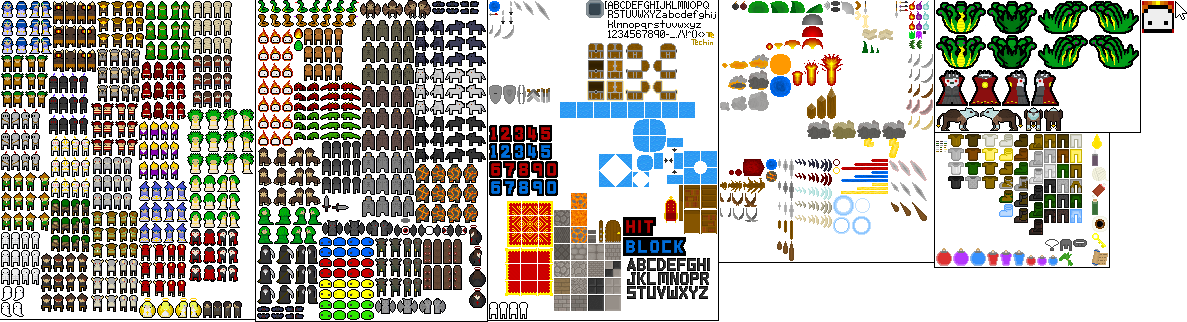 ABCDEFGHIJKLMNOPQ
RSTUVWXYZabcdefghij
klmnopqrstuvwxyz
1234567890-.,/\'()<>
Techin
12345
12345
67890
67890
HIT
BLOCK
ABCDEFGHI
JKLMNOPQR
STUVWXYZ